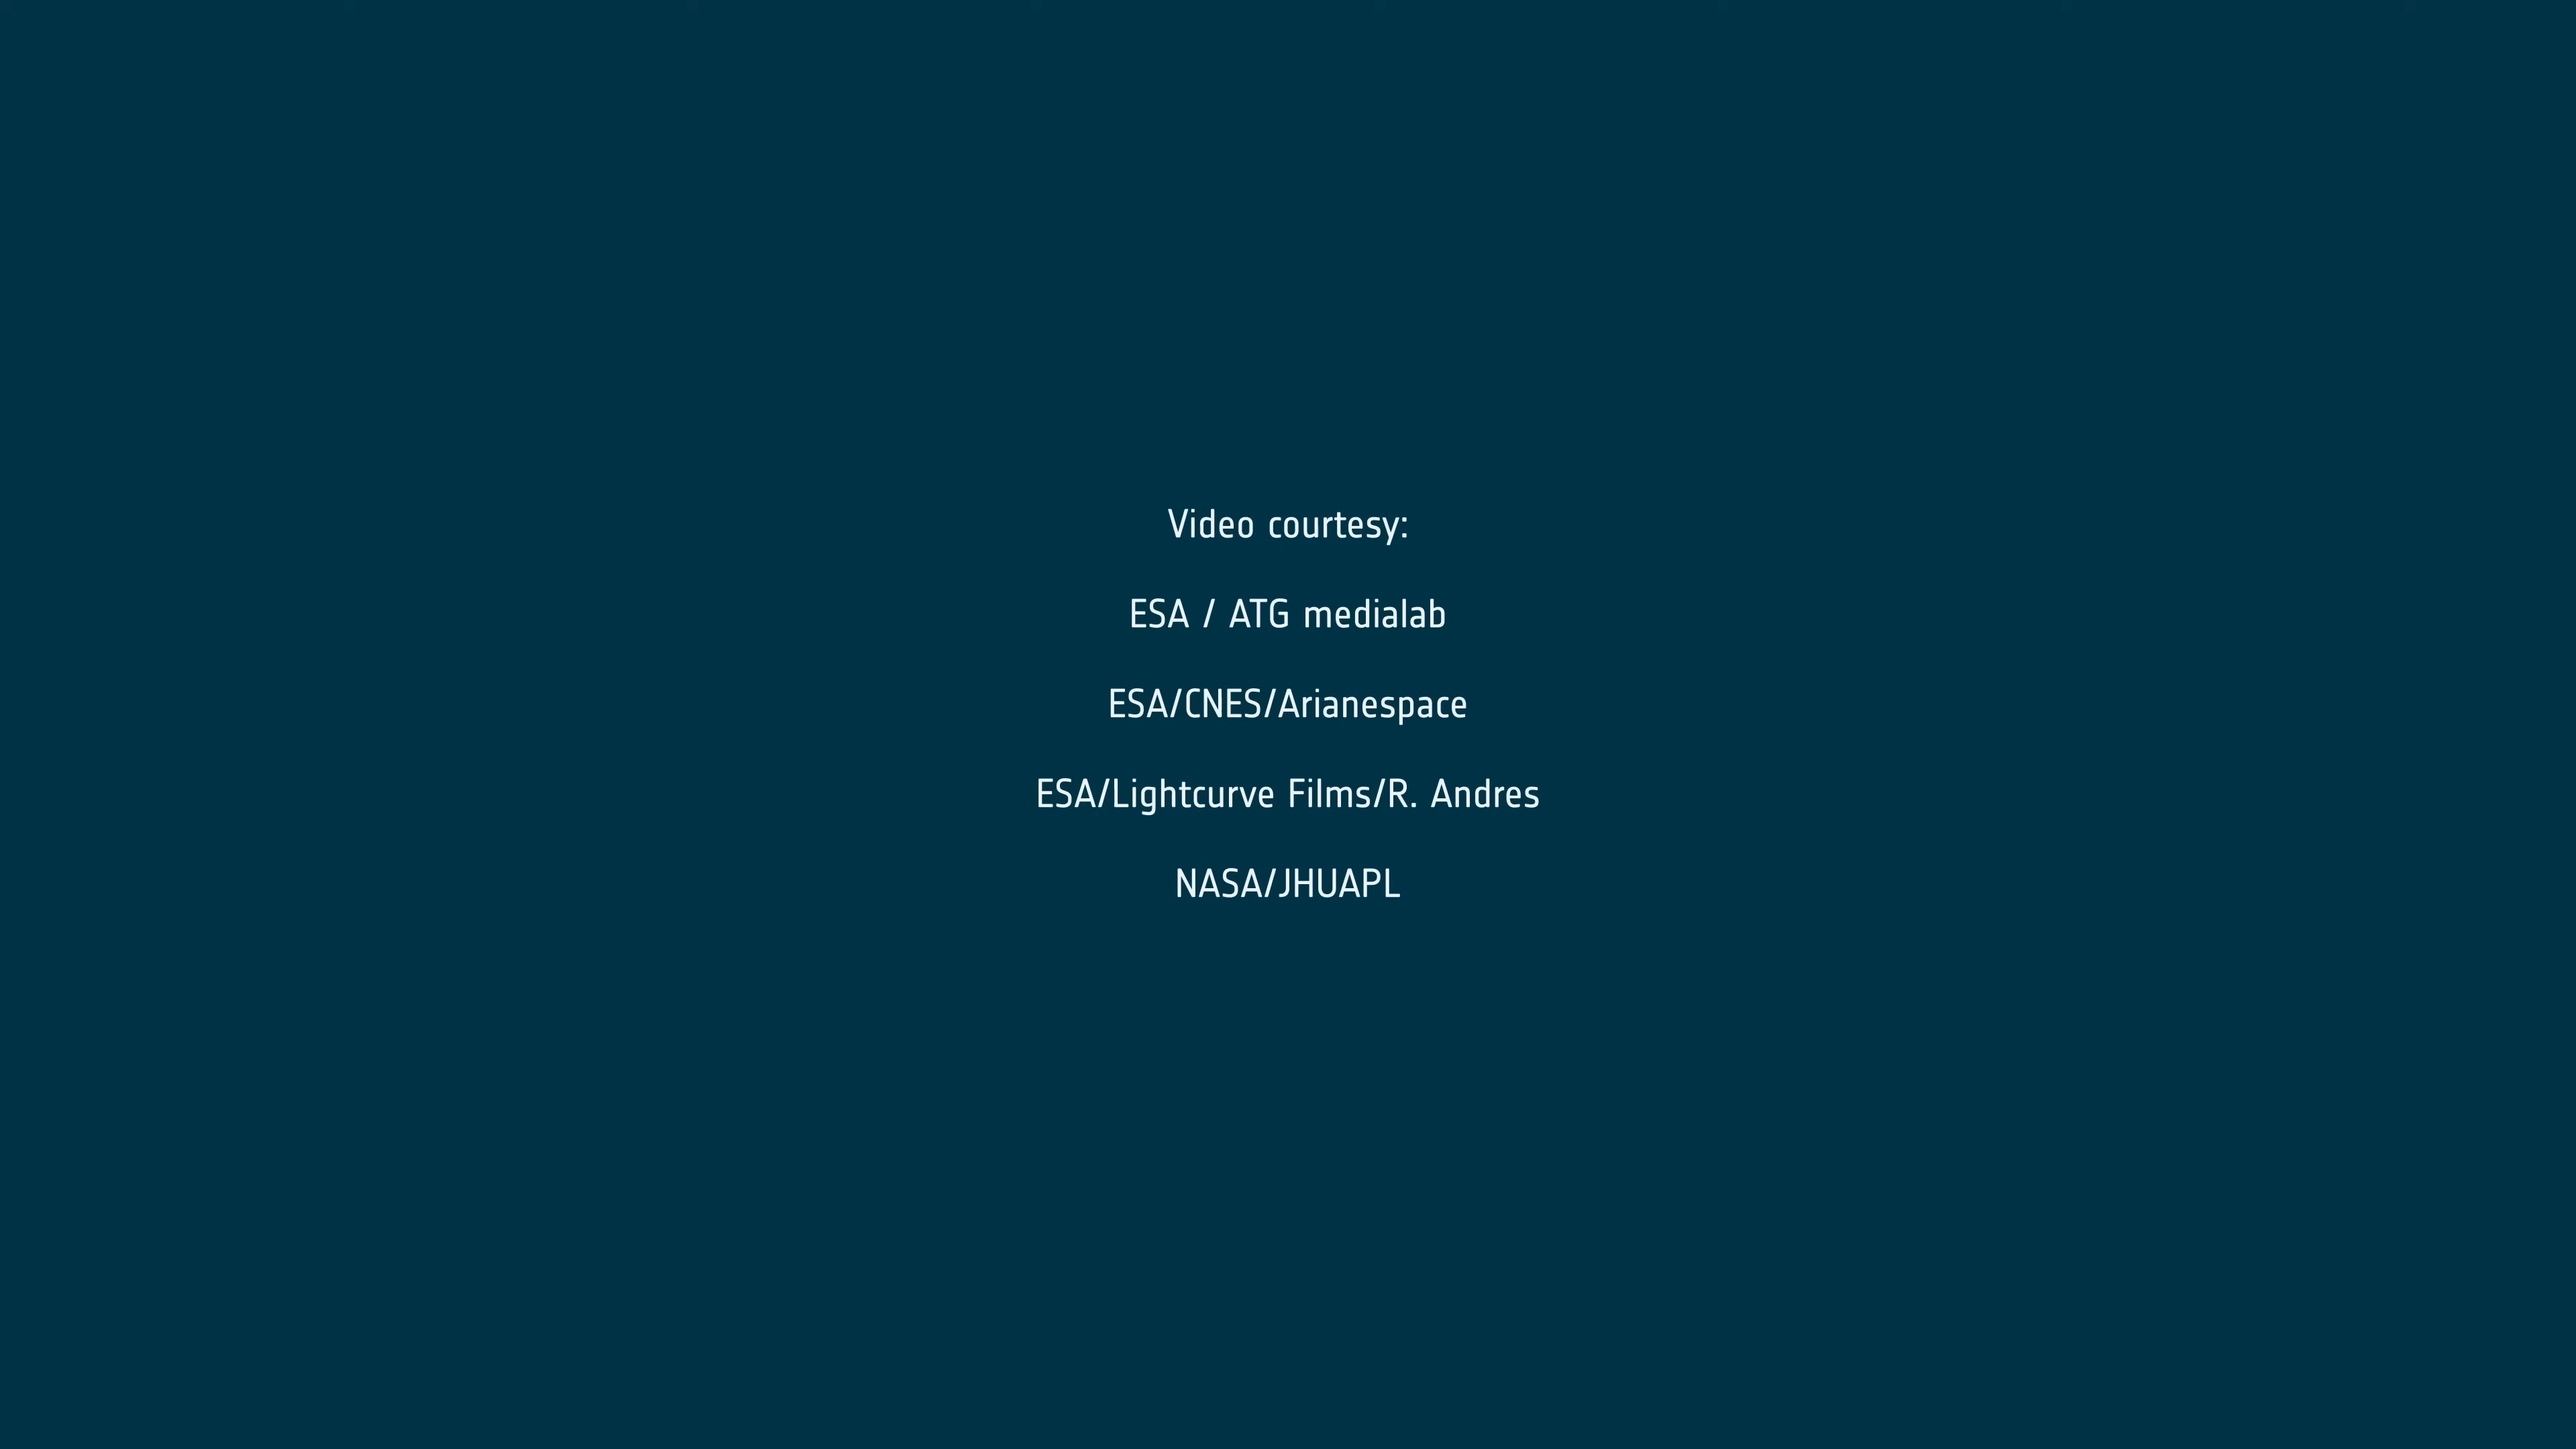 Video courtesy:
ESA / ATG medialab
ESA/CNES/Arianespace
ESA/Lightcurve Films/R. Andres
NASA/JHUAPL